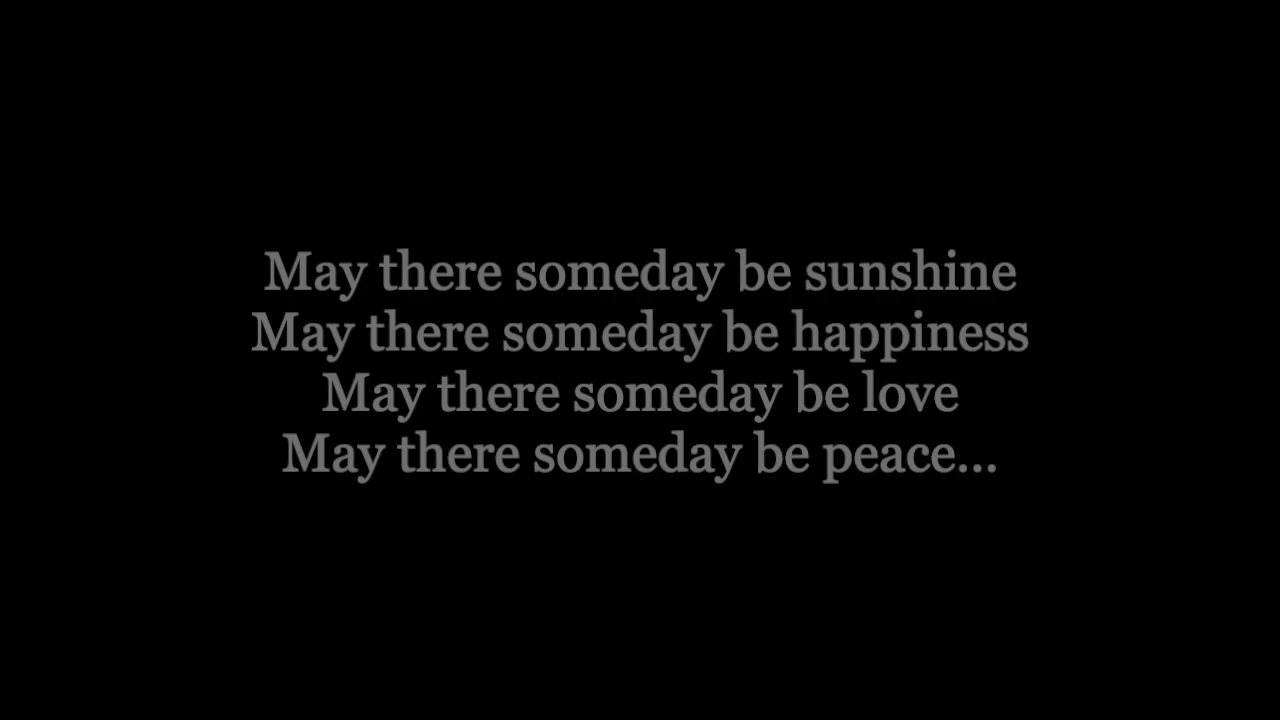 May there someday be sunshine
May there someday be happiness
May there someday be love
May there someday be peace...